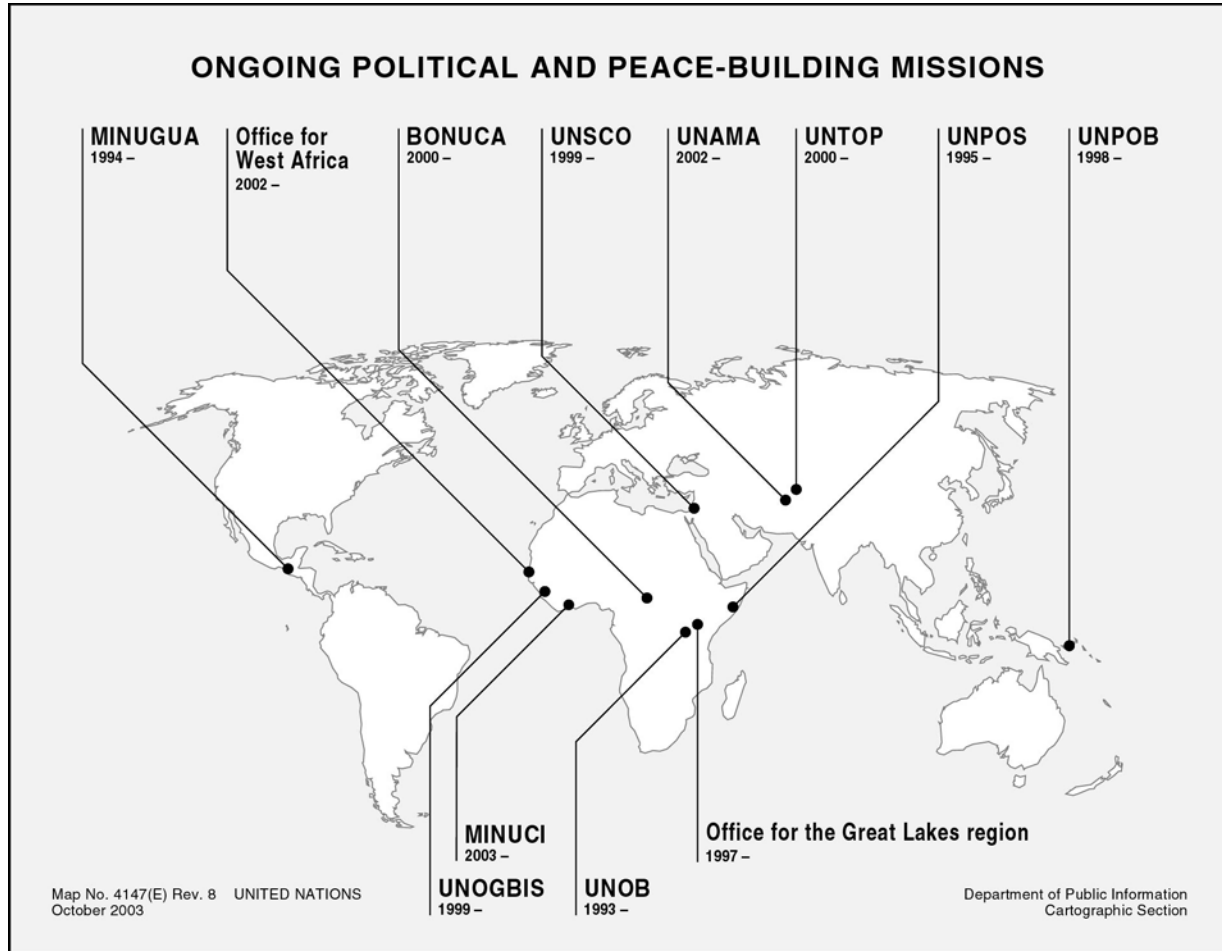 ONGOING POLITICAL AND PEACE-BUILDING MISSIONS
MINUGUA
1994 –
Office for
West Africa
2002 –
BONUCA
2000 –
UNSCO
1999 –
UNAMA
2002 –
UNTOP
2000 –
UNPOS
1995 –
UNPOB
1998 –
MINUCI
2003 –
UNOGBIS
1999 –
UNOB
1993 –
Office for the Great Lakes region
1997 –
Map No. 4147(E) Rev. 8 UNITED NATIONS
October 2003
Department of Public Information
Cartographic Section